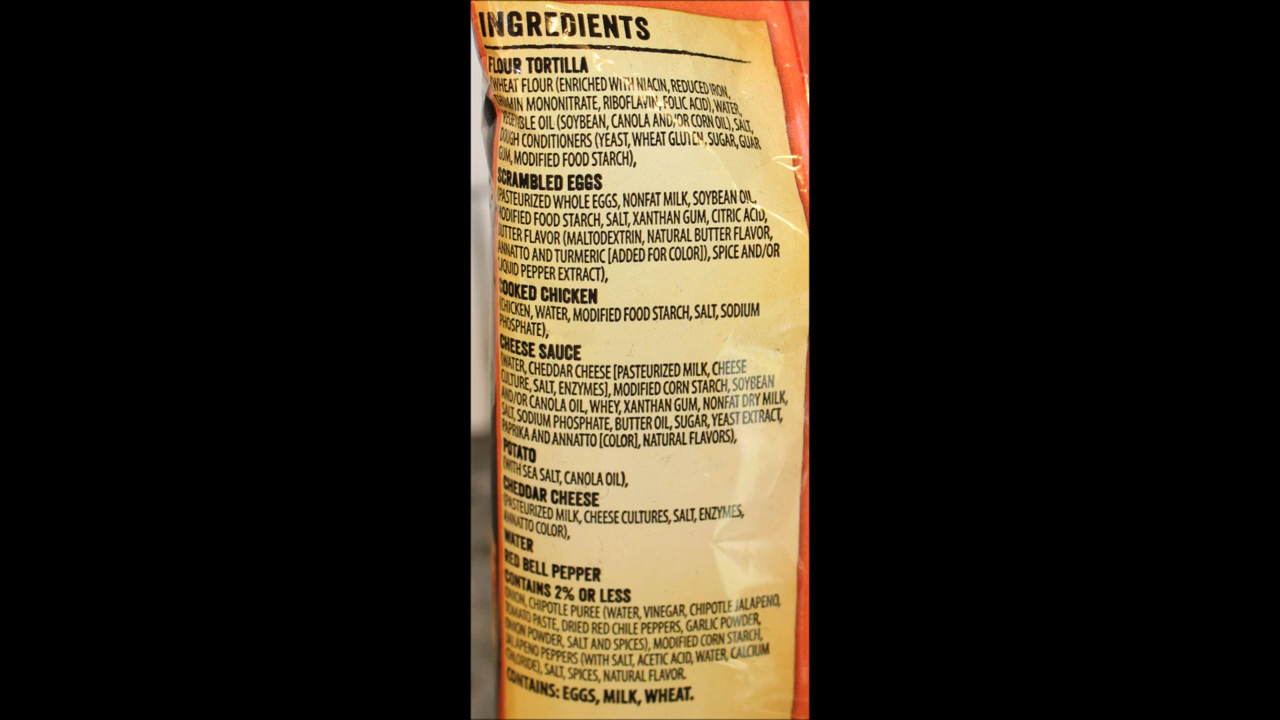 INGREDIENTS
FLOUR TORTILLA
(WHEAT FLOUR (ENRICHED WITH NIACIN, REDUCED IRON,
THIAMIN MONONITRATE, RIBOFLAVIN, FOLIC ACID), WATER,
VEGETABLE OIL (SOYBEAN, CANOLA AND/OR CORN OIL), SALT,
DOUGH CONDITIONERS (YEAST, WHEAT GLUTEN, SUGAR, GUAR
GUM, MODIFIED FOOD STARCH),
SCRAMBLED EGGS
(PASTEURIZED WHOLE EGGS, NONFAT MILK, SOYBEAN OIL,
MODIFIED FOOD STARCH, SALT, XANTHAN GUM, CITRIC ACID,
BUTTER FLAVOR (MALTODEXTRIN, NATURAL BUTTER FLAVOR,
ANNATTO AND TURMERIC [ADDED FOR COLOR]), SPICE AND/OR
LIQUID PEPPER EXTRACT),
COOKED CHICKEN
(CHICKEN, WATER, MODIFIED FOOD STARCH, SALT, SODIUM
PHOSPHATE),
CHEESE SAUCE
(WATER, CHEDDAR CHEESE [PASTEURIZED MILK, CHEESE
CULTURE, SALT, ENZYMES], MODIFIED CORN STARCH, SOYBEAN
AND/OR CANOLA OIL, WHEY, XANTHAN GUM, NONFAT DRY MILK,
SALT, SODIUM PHOSPHATE, BUTTER OIL, SUGAR, YEAST EXTRACT,
PAPRIKA AND ANNATTO [COLOR], NATURAL FLAVORS),
POTATO
(WITH SEA SALT, CANOLA OIL),
CHEDDAR CHEESE
(PASTEURIZED MILK, CHEESE CULTURES, SALT, ENZYMES,
ANNATTO COLOR),
WATER
RED BELL PEPPER
CONTAINS 2% OR LESS
ONION, CHIPOTLE PUREE (WATER, VINEGAR, CHIPOTLE JALAPENO,
TOMATO PASTE, DRIED RED CHILE PEPPERS, GARLIC POWDER,
ONION POWDER, SALT AND SPICES), MODIFIED CORN STARCH,
JALAPENO PEPPERS (WITH SALT, ACETIC ACID, WATER, CALCIUM
CHLORIDE), SALT, SPICES, NATURAL FLAVOR.
CONTAINS: EGGS, MILK, WHEAT.